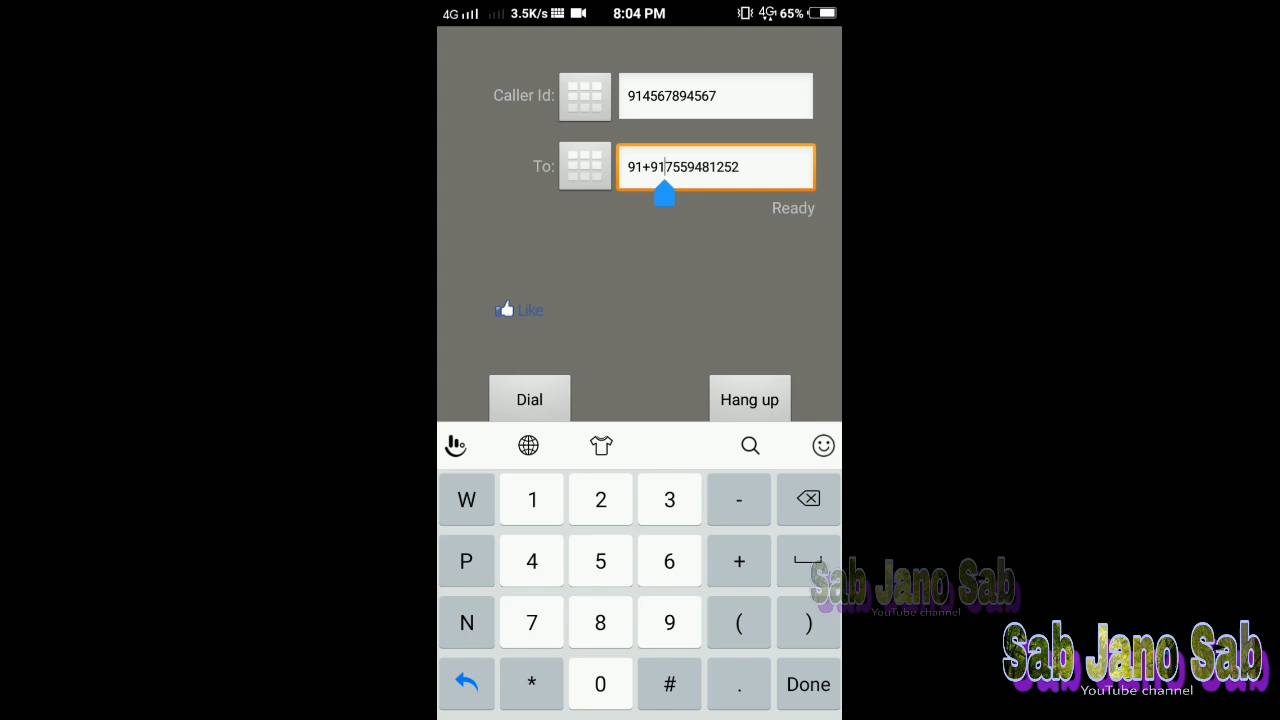 4G 3.5K/s 8:04 PM 4G 65%
Caller Id: 914567894567
To: 91+917559481252
Ready
Like
Dial Hang up
W 1 2 3 -
P 4 5 6 +
N 7 8 9 ( )
* 0 # . Done
Sab Jano Sab
YouTube channel
Sab Jano Sab
YouTube channel